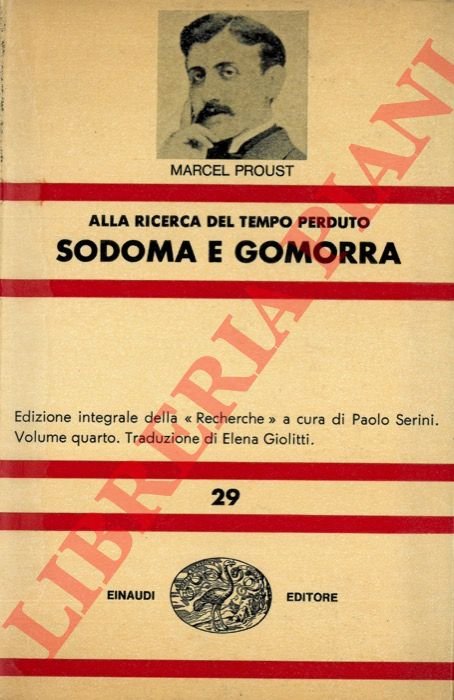 MARCEL PROUST
ALLA RICERCA DEL TEMPO PERDUTO
SODOMA E GOMORRA
Edizione integrale della « Recherche » a cura di Paolo Serini.
Volume quarto. Traduzione di Elena Giolitti.
29
EINAUDI EDITORE
LIBRERIA PIANI